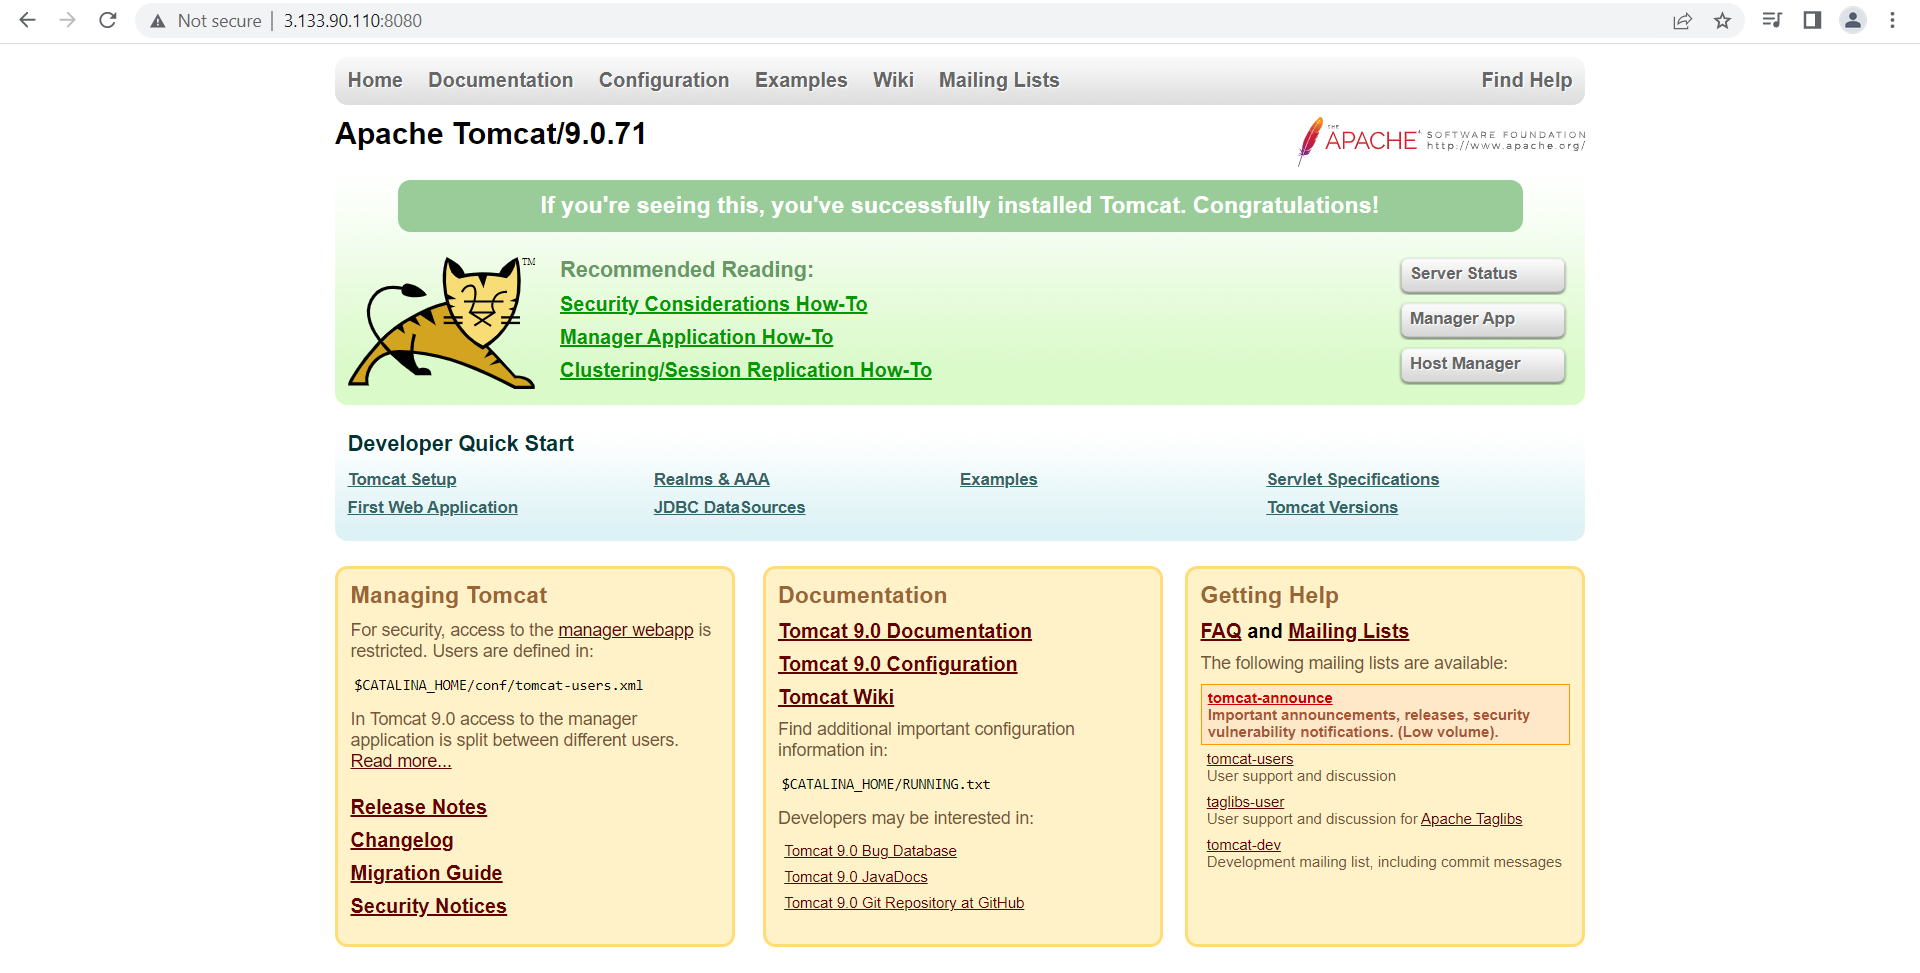 Not secure | 3.133.90.110:8080
Home Documentation Configuration Examples Wiki Mailing Lists Find Help
Apache Tomcat/9.0.71
THE APACHE SOFTWARE FOUNDATION
http://www.apache.org/
If you're seeing this, you've successfully installed Tomcat. Congratulations!
TM
Recommended Reading:
Security Considerations How-To
Manager Application How-To
Clustering/Session Replication How-To
Server Status
Manager App
Host Manager
Developer Quick Start
Tomcat Setup
First Web Application
Realms & AAA
JDBC DataSources
Examples
Servlet Specifications
Tomcat Versions
Managing Tomcat
For security, access to the manager webapp is
restricted. Users are defined in:
$CATALINA_HOME/conf/tomcat-users.xml
In Tomcat 9.0 access to the manager
application is split between different users.
Read more...
Release Notes
Changelog
Migration Guide
Security Notices
Documentation
Tomcat 9.0 Documentation
Tomcat 9.0 Configuration
Tomcat Wiki
Find additional important configuration
information in:
$CATALINA_HOME/RUNNING.txt
Developers may be interested in:
Tomcat 9.0 Bug Database
Tomcat 9.0 JavaDocs
Tomcat 9.0 Git Repository at GitHub
Getting Help
FAQ and Mailing Lists
The following mailing lists are available:
tomcat-announce
Important announcements, releases, security
vulnerability notifications. (Low volume).
tomcat-users
User support and discussion
taglibs-user
User support and discussion for Apache Taglibs
tomcat-dev
Development mailing list, including commit messages